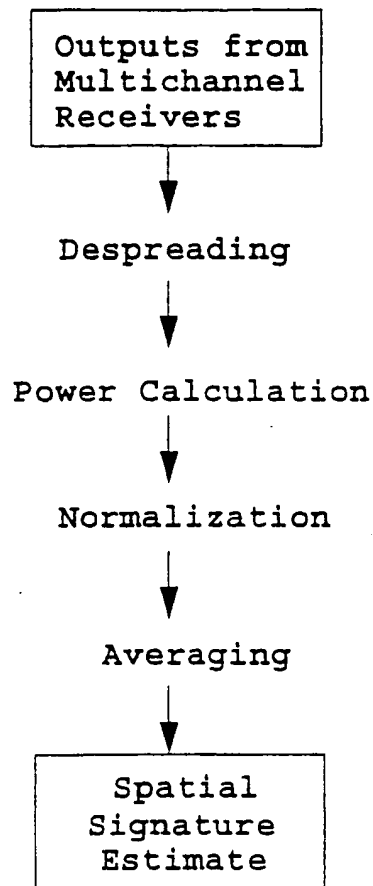 Outputs from
Multichannel
Receivers
Despreading
Power Calculation
Normalization
Averaging
Spatial
Signature
Estimate